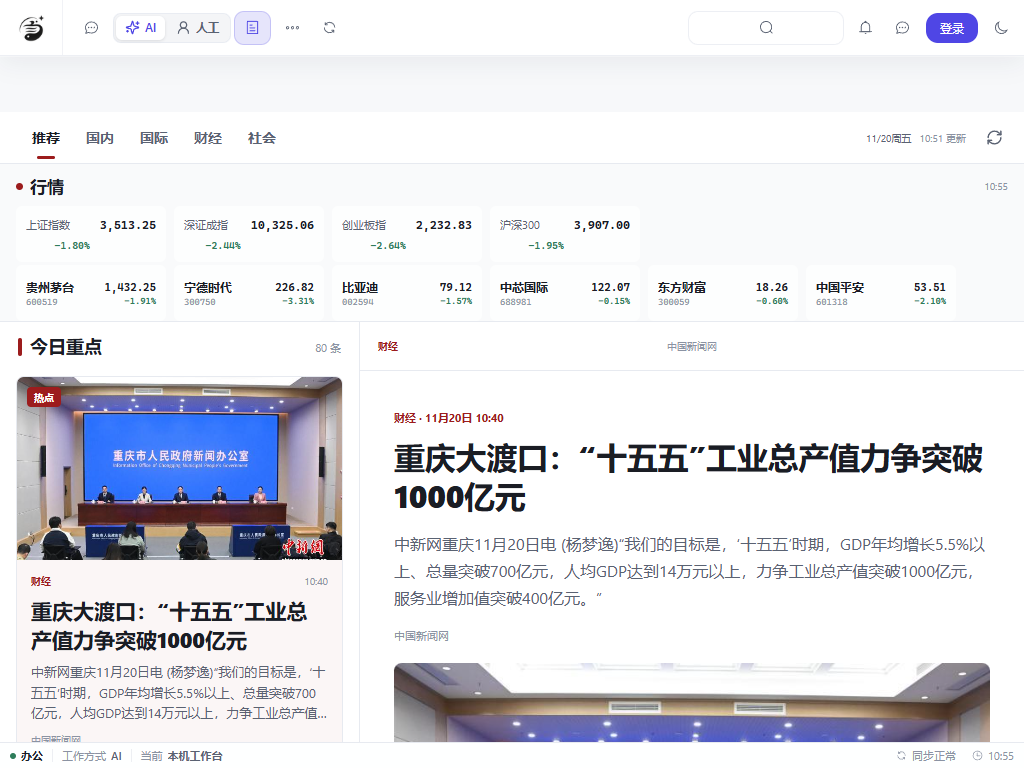 AI 人工 登录
推荐 国内 国际 财经 社会 11/20周五 10:51 更新
行情 10:55
上证指数 3,513.25 深证成指 10,325.06 创业板指 2,232.83 沪深300 3,907.00
-1.80% -2.44% -2.64% -1.95%
贵州茅台 1,432.25 宁德时代 226.82 比亚迪 79.12 中芯国际 122.07 东方财富 18.26 中国平安 53.51
600519 -1.91% 300750 -3.31% 002594 -1.57% 688981 -0.15% 300059 -0.60% 601318 -2.10%
今日重点 80 条
热点
重庆市人民政府新闻办公室
Information Office of Chongqing Municipal People's Government
中新网
财经 10:40
重庆大渡口：“十五五”工业总
产值力争突破1000亿元
中新网重庆11月20日电 (杨梦逸)“我们的目标是，‘十
五五’时期，GDP年均增长5.5%以上、总量突破700
亿元，人均GDP达到14万元以上，力争工业总产值...
中国新闻网
财经 中国新闻网
财经 · 11月20日 10:40
重庆大渡口：“十五五”工业总产值力争突破
1000亿元
中新网重庆11月20日电 (杨梦逸)“我们的目标是，‘十五五’时期，GDP年均增长5.5%以
上、总量突破700亿元，人均GDP达到14万元以上，力争工业总产值突破1000亿元，
服务业增加值突破400亿元。”
中国新闻网
办公 工作方式 AI 当前 本机工作台 同步正常 10:55